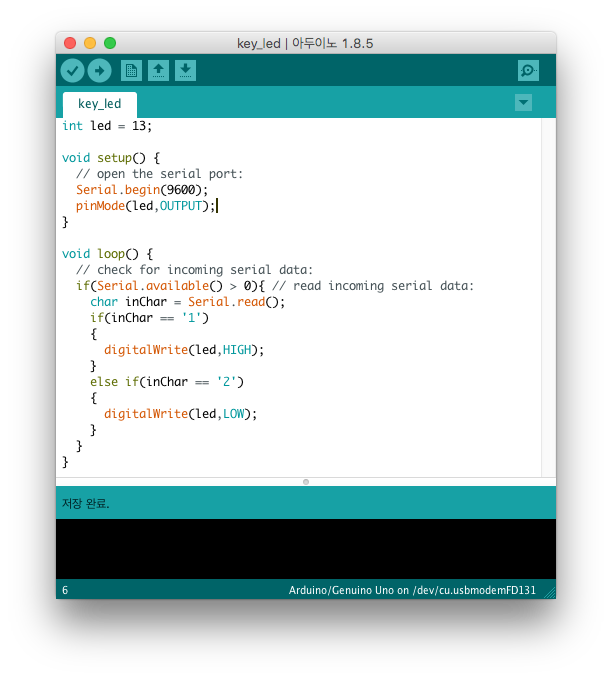 key_led | 아두이노 1.8.5
key_led
int led = 13;
void setup() {
// open the serial port:
Serial.begin(9600);
pinMode(led,OUTPUT);
}
void loop() {
// check for incoming serial data:
if(Serial.available() > 0){ // read incoming serial data:
char inChar = Serial.read();
if(inChar == '1')
{
digitalWrite(led,HIGH);
}
else if(inChar == '2')
{
digitalWrite(led,LOW);
}
}
}
저장 완료.
6
Arduino/Genuino Uno on /dev/cu.usbmodemFD131